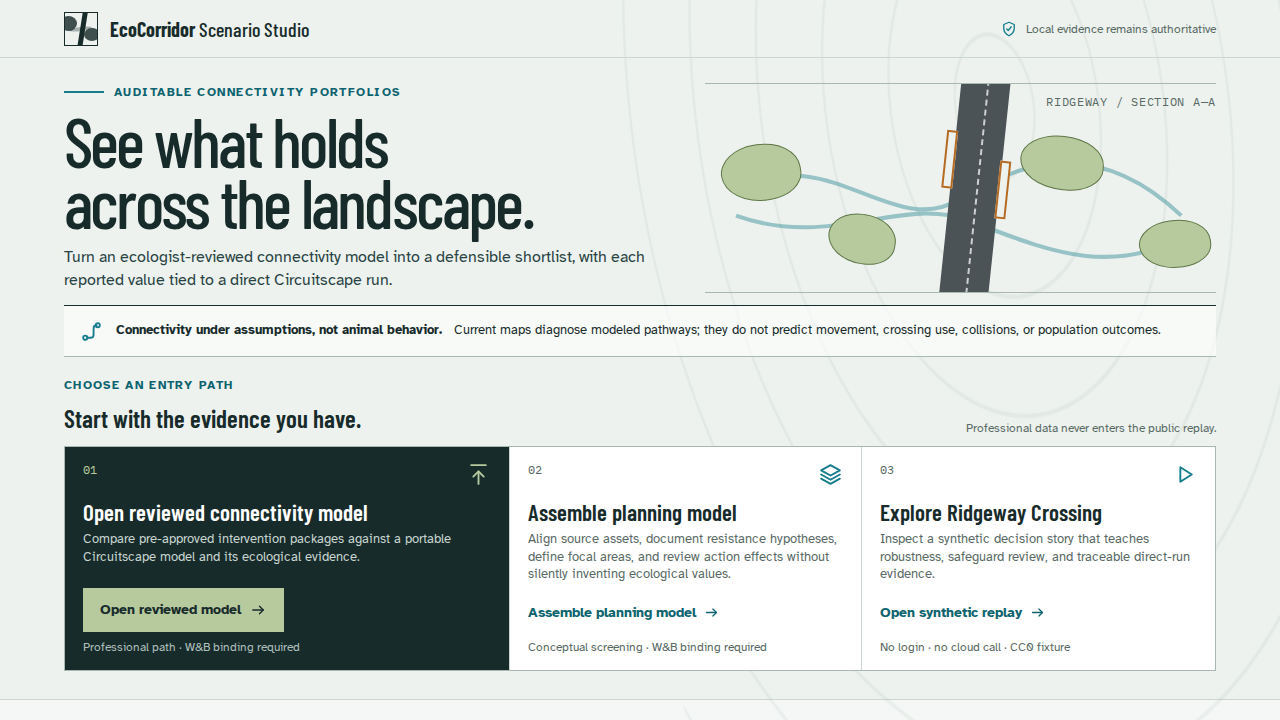 EcoCorridor Scenario Studio
Local evidence remains authoritative
AUDITABLE CONNECTIVITY PORTFOLIOS
RIDGEWAY / SECTION A—A
See what holds
across the landscape.
Turn an ecologist-reviewed connectivity model into a defensible shortlist, with each
reported value tied to a direct Circuitscape run.
Connectivity under assumptions, not animal behavior. Current maps diagnose modeled pathways; they do not predict movement, crossing use, collisions, or population outcomes.
CHOOSE AN ENTRY PATH
Start with the evidence you have.
Professional data never enters the public replay.
01
Open reviewed connectivity model
Compare pre-approved intervention packages against a portable
Circuitscape model and its ecological evidence.
Open reviewed model →
Professional path · W&B binding required
02
Assemble planning model
Align source assets, document resistance hypotheses,
define focal areas, and review action effects without
silently inventing ecological values.
Assemble planning model →
Conceptual screening · W&B binding required
03
Explore Ridgeway Crossing
Inspect a synthetic decision story that teaches
robustness, safeguard review, and traceable direct-run
evidence.
Open synthetic replay →
No login · no cloud call · CC0 fixture